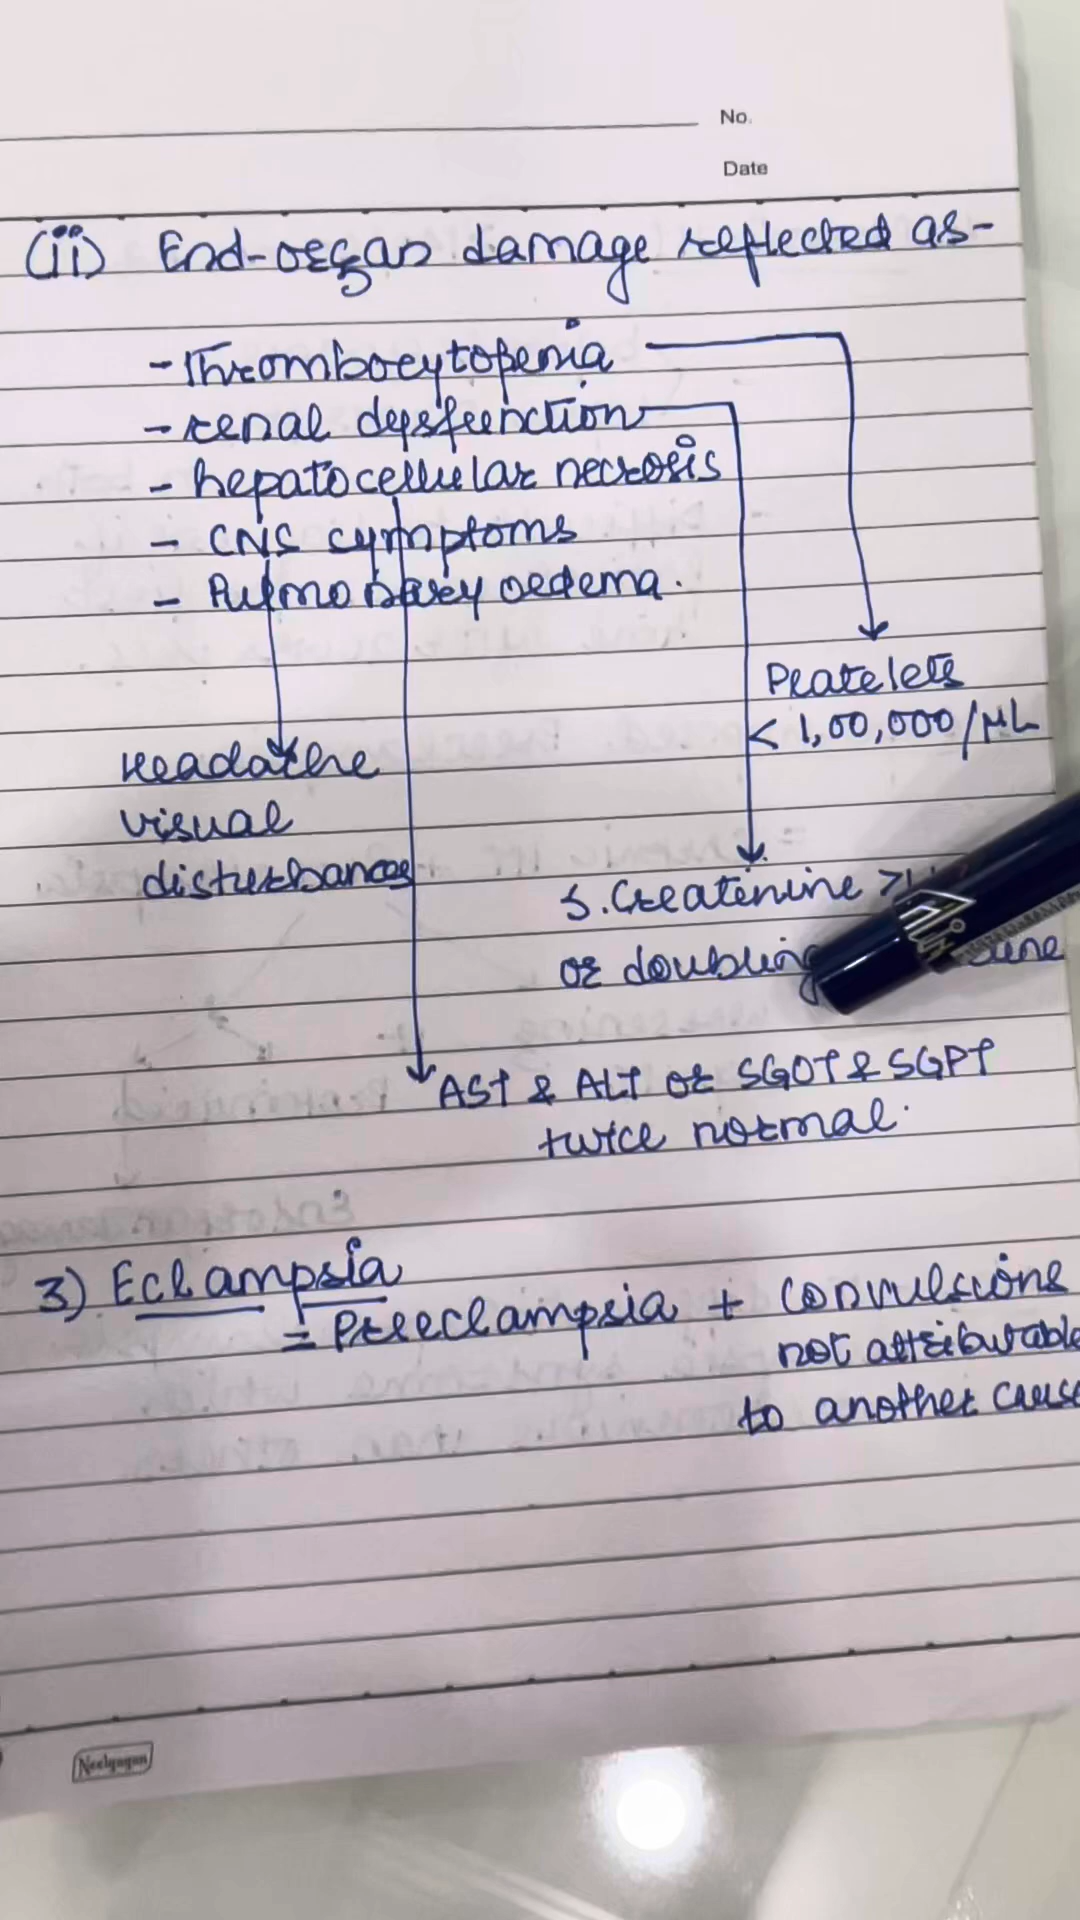 No.
Date
(ii) End-organ damage reflected as-
- Thrombocytopenia
- renal dysfunction
- hepatocellular necrosis
- CNS symptoms
- Pulmonary oedema.
Platelets
< 1,00,000/μL
Headache
visual
disturbances
S. Creatinine >
or doubling
AST & ALT or SGOT & SGPT
twice normal.
3) Eclampsia
= Preeclampsia + convulsions
not attributable
to another cause
Neelgagan